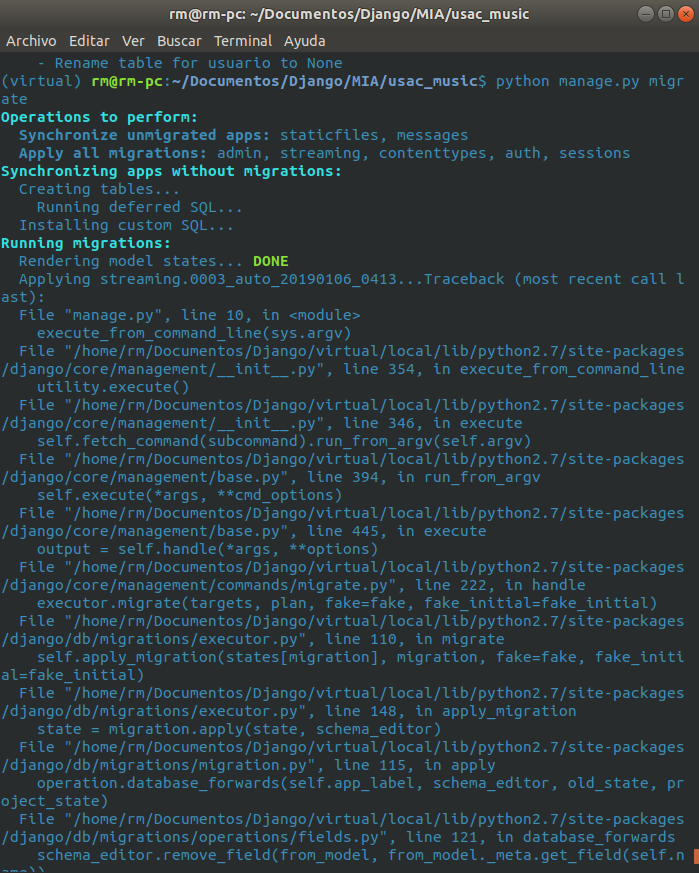 rm@rm-pc: ~/Documentos/Django/MIA/usac_music
Archivo Editar Ver Buscar Terminal Ayuda
    - Rename table for usuario to None
(virtual) rm@rm-pc:~/Documentos/Django/MIA/usac_music$ python manage.py migr
ate
Operations to perform:
  Synchronize unmigrated apps: staticfiles, messages
  Apply all migrations: admin, streaming, contenttypes, auth, sessions
Synchronizing apps without migrations:
  Creating tables...
    Running deferred SQL...
  Installing custom SQL...
Running migrations:
  Rendering model states... DONE
  Applying streaming.0003_auto_20190106_0413...Traceback (most recent call l
ast):
  File "manage.py", line 10, in <module>
    execute_from_command_line(sys.argv)
  File "/home/rm/Documentos/Django/virtual/local/lib/python2.7/site-packages
/django/core/management/__init__.py", line 354, in execute_from_command_line
    utility.execute()
  File "/home/rm/Documentos/Django/virtual/local/lib/python2.7/site-packages
/django/core/management/__init__.py", line 346, in execute
    self.fetch_command(subcommand).run_from_argv(self.argv)
  File "/home/rm/Documentos/Django/virtual/local/lib/python2.7/site-packages
/django/core/management/base.py", line 394, in run_from_argv
    self.execute(*args, **cmd_options)
  File "/home/rm/Documentos/Django/virtual/local/lib/python2.7/site-packages
/django/core/management/base.py", line 445, in execute
    output = self.handle(*args, **options)
  File "/home/rm/Documentos/Django/virtual/local/lib/python2.7/site-packages
/django/core/management/commands/migrate.py", line 222, in handle
    executor.migrate(targets, plan, fake=fake, fake_initial=fake_initial)
  File "/home/rm/Documentos/Django/virtual/local/lib/python2.7/site-packages
/django/db/migrations/executor.py", line 110, in migrate
    self.apply_migration(states[migration], migration, fake=fake, fake_initi
al=fake_initial)
  File "/home/rm/Documentos/Django/virtual/local/lib/python2.7/site-packages
/django/db/migrations/executor.py", line 148, in apply_migration
    state = migration.apply(state, schema_editor)
  File "/home/rm/Documentos/Django/virtual/local/lib/python2.7/site-packages
/django/db/migrations/migration.py", line 115, in apply
    operation.database_forwards(self.app_label, schema_editor, old_state, pr
oject_state)
  File "/home/rm/Documentos/Django/virtual/local/lib/python2.7/site-packages
/django/db/migrations/operations/fields.py", line 121, in database_forwards
    schema_editor.remove_field(from_model, from_model._meta.get_field(self.n
ame))